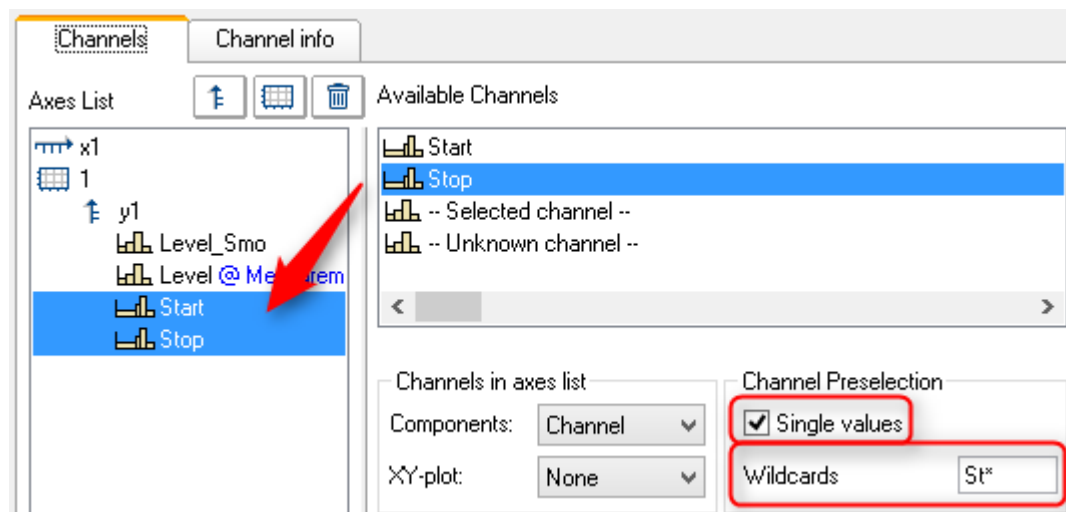 Channels
Channel info
Axes List
Available Channels
x1
1
y1
Level_Smo
Level @
Start
Stop
Start
Stop
-- Selected channel --
-- Unknown channel --
Channels in axes list
Components: Channel
XY-plot: None
Channel Preselection
Single values
Wildcards St*